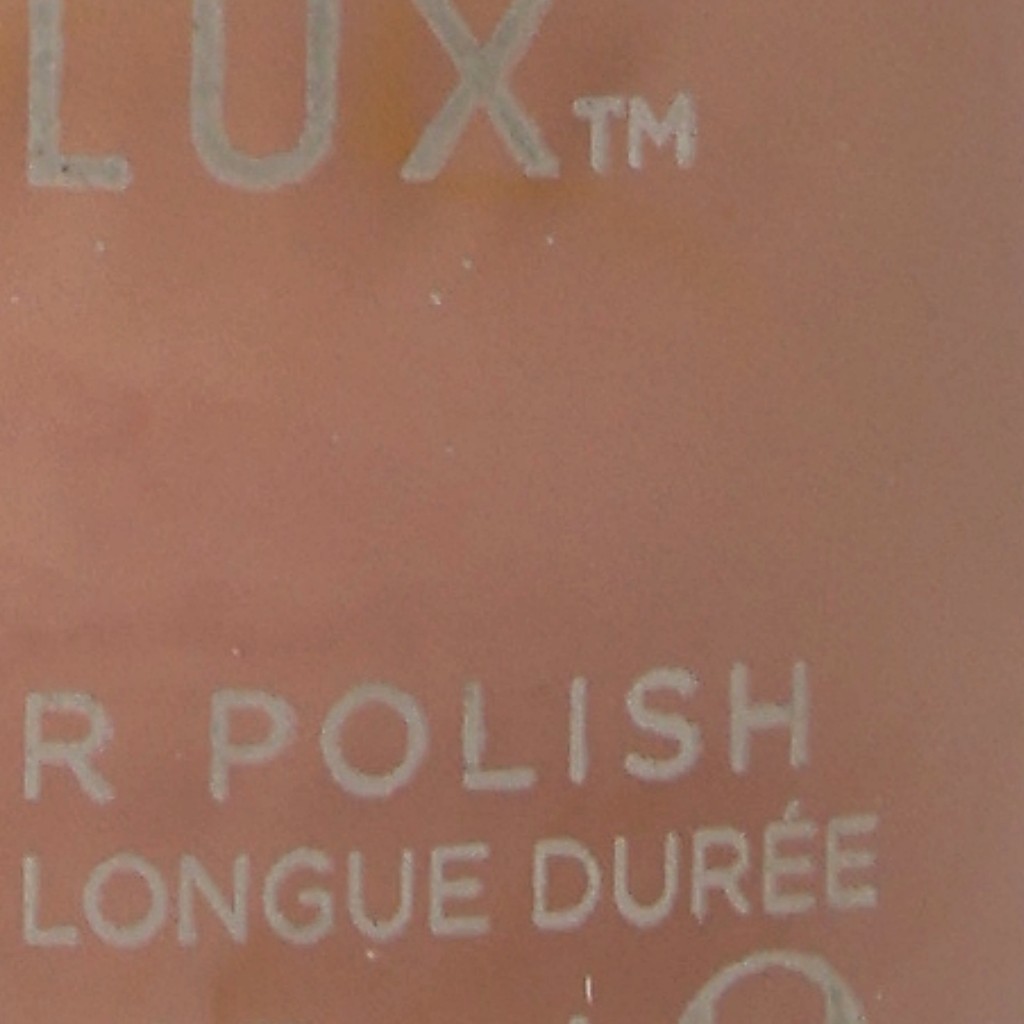 LUX™
R POLISH
LONGUE DURÉE